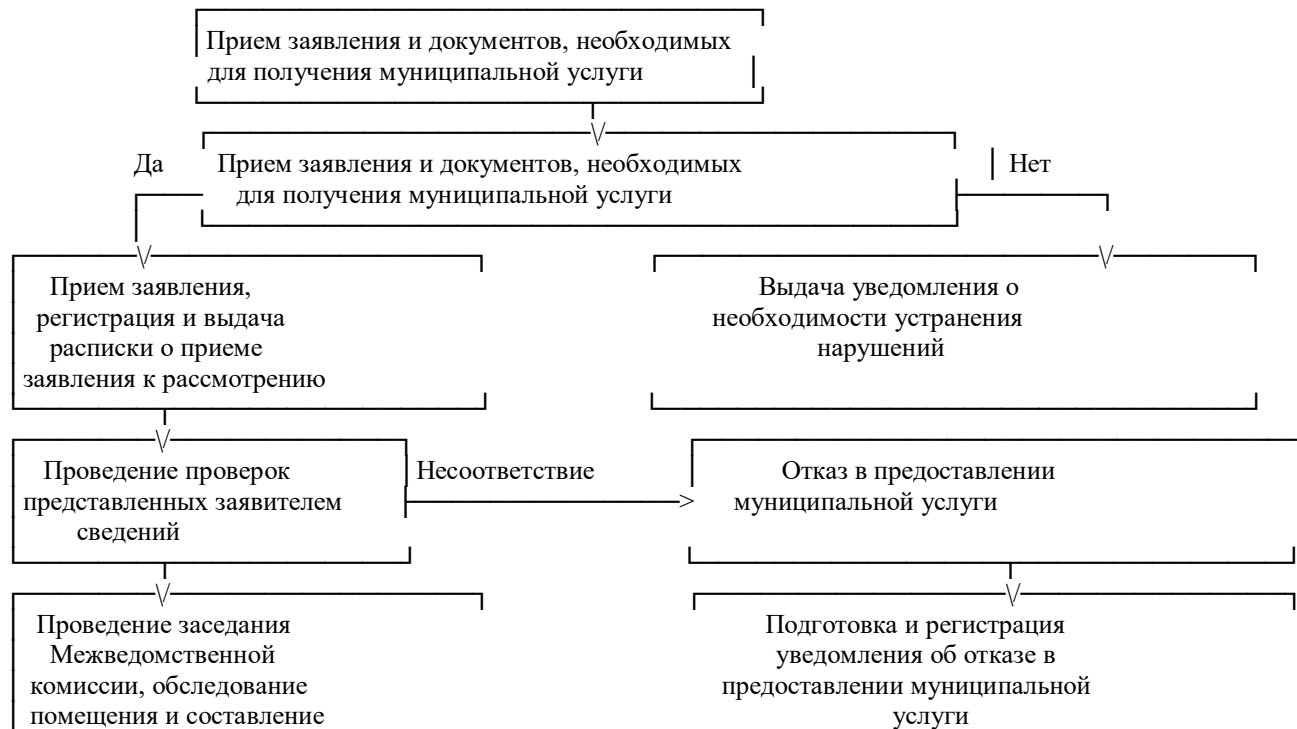 Прием заявления и документов, необходимых
для получения муниципальной услуги
Да
Прием заявления и документов, необходимых
Нет
для получения муниципальной услуги
Прием заявления,
регистрация и выдача
расписки о приеме
заявления к рассмотрению
Выдача уведомления о
необходимости устранения
нарушений
Проведение проверок
представленных заявителем
сведений
Несоответствие
Отказ в предоставлении
муниципальной услуги
Проведение заседания
Межведомственной
комиссии, обследование
помещения и составление
Подготовка и регистрация
уведомления об отказе в
предоставлении муниципальной
услуги